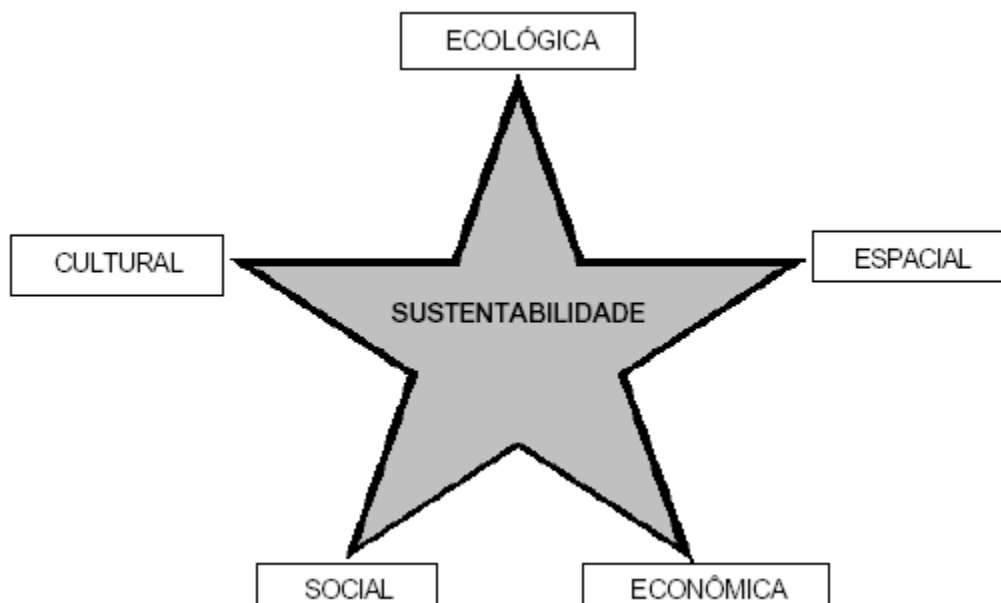 ECOLÓGICA
CULTURAL
ESPACIAL
SUSTENTABILIDADE
SOCIAL
ECONÔMICA